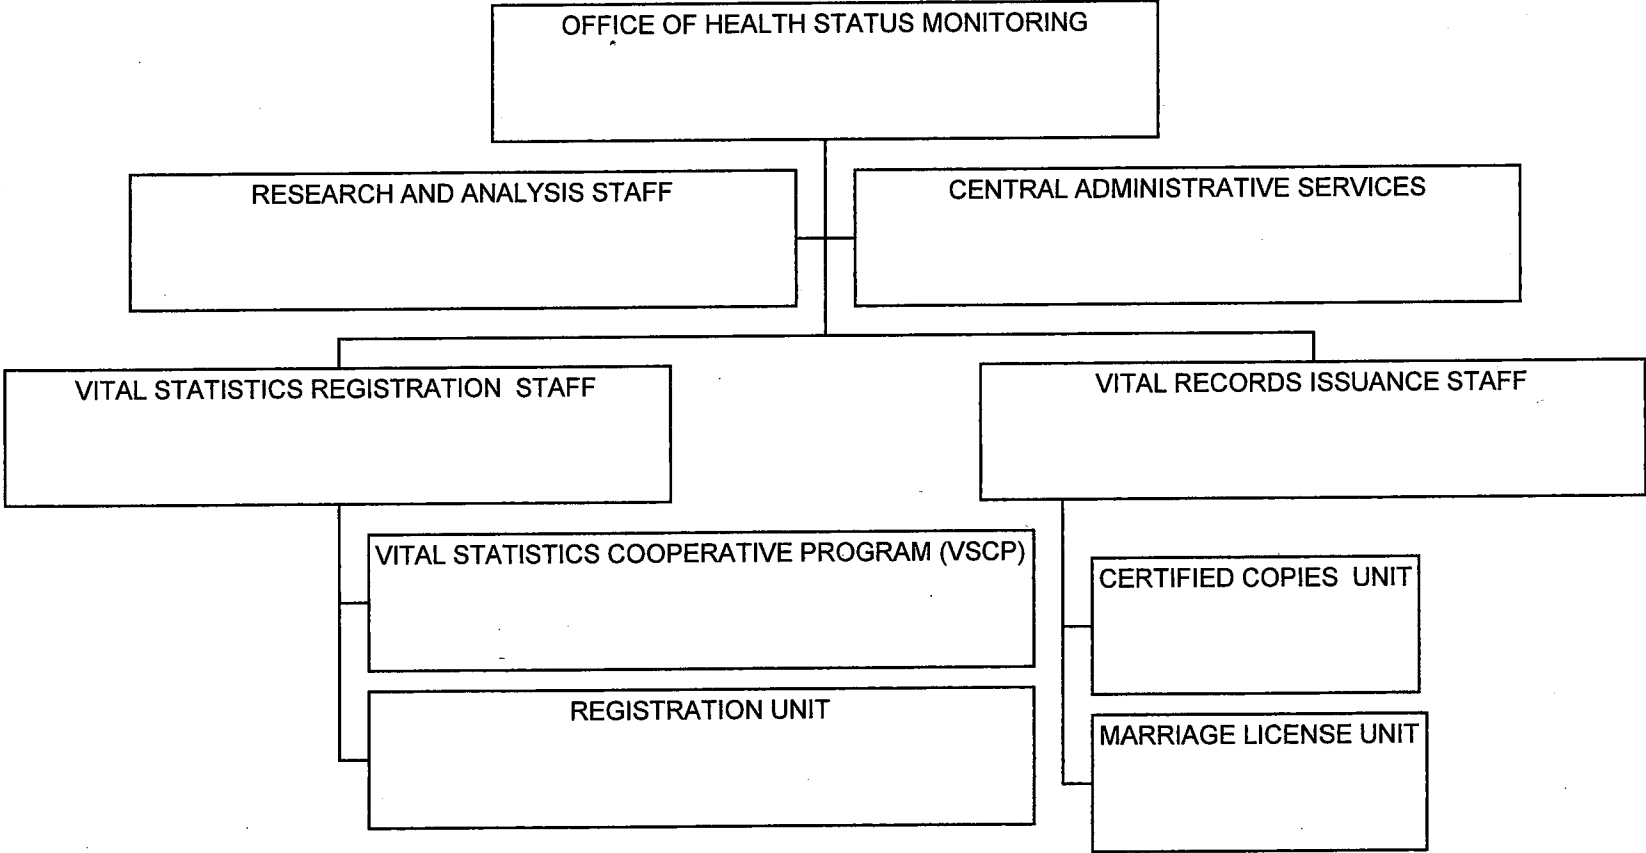 OFFICE OF HEALTH STATUS MONITORING
RESEARCH AND ANALYSIS STAFF
CENTRAL ADMINISTRATIVE SERVICES
VITAL STATISTICS REGISTRATION STAFF
VITAL RECORDS ISSUANCE STAFF
VITAL STATISTICS COOPERATIVE PROGRAM (VSCP)
REGISTRATION UNIT
CERTIFIED COPIES UNIT
MARRIAGE LICENSE UNIT